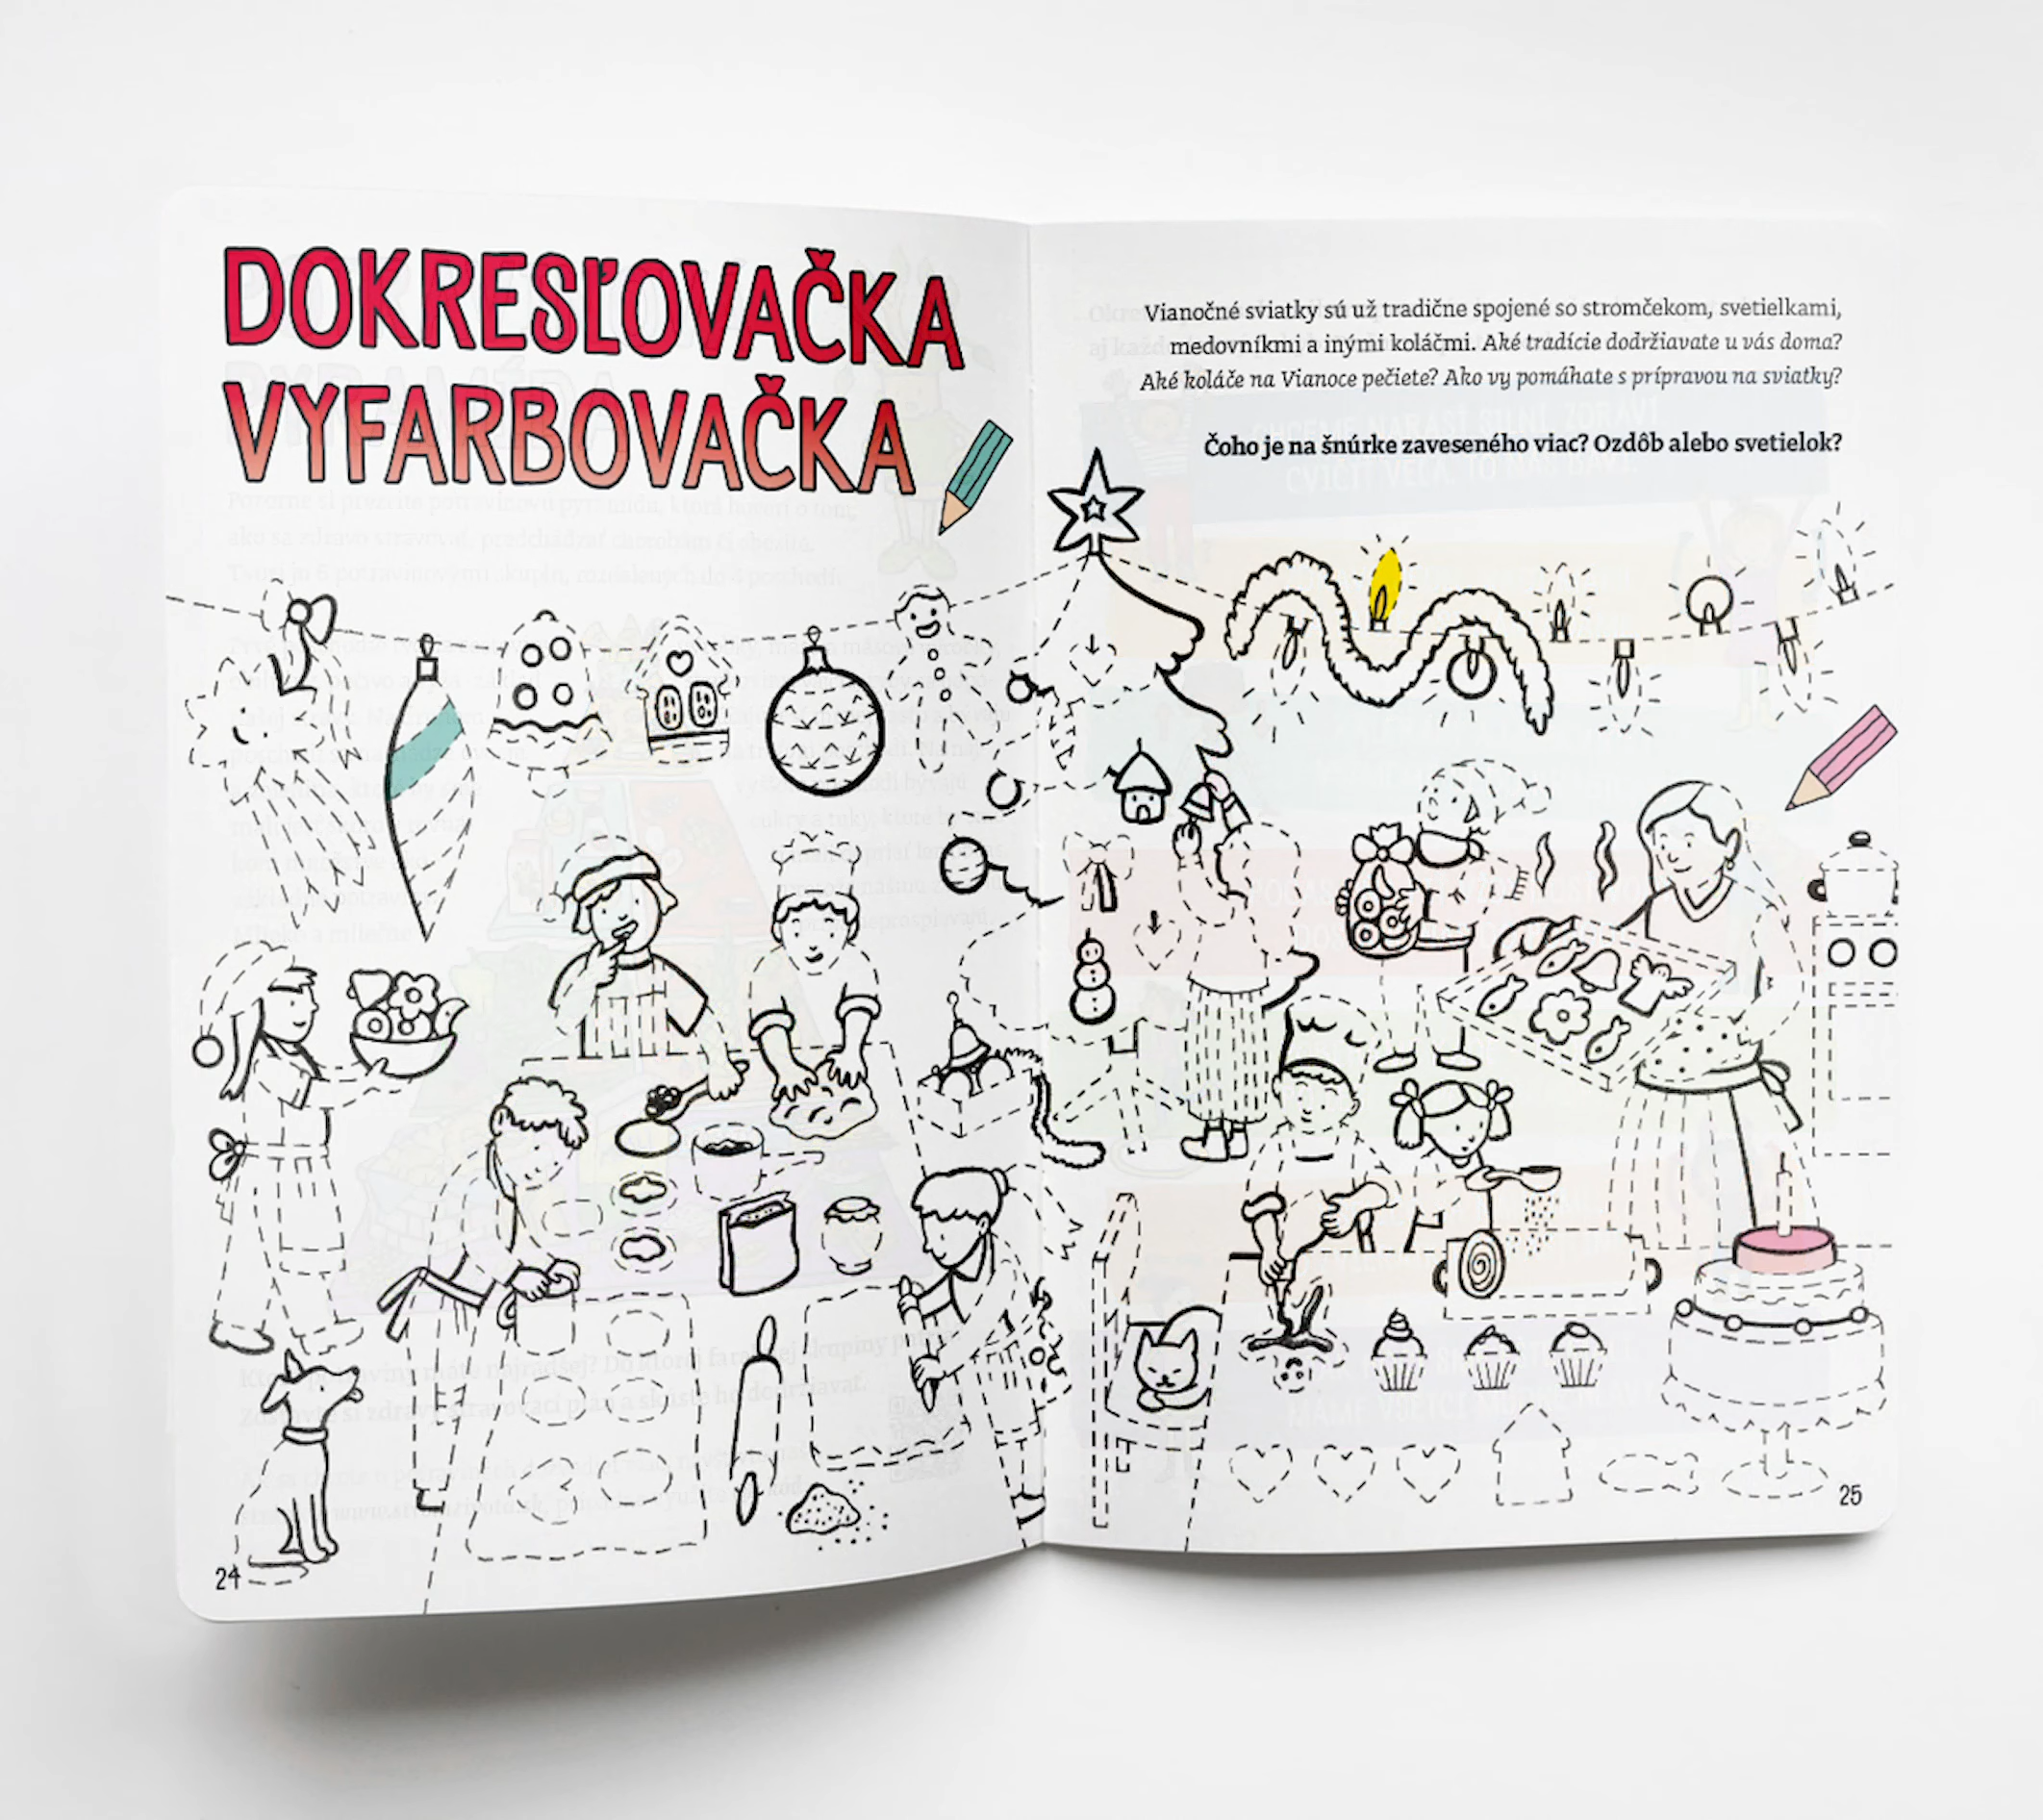 DOKRESĽOVAČKA
VYFARBOVAČKA
Vianočné sviatky sú už tradične spojené so stromčekom, svetielkami,
medovníkmi a inými koláčmi. Aké tradície dodržiavate u vás doma?
Aké koláče na Vianoce pečiete? Ako vy pomáhate s prípravou na sviatky?
Čoho je na šnúrke zaveseného viac? Ozdôb alebo svetielok?
24
25